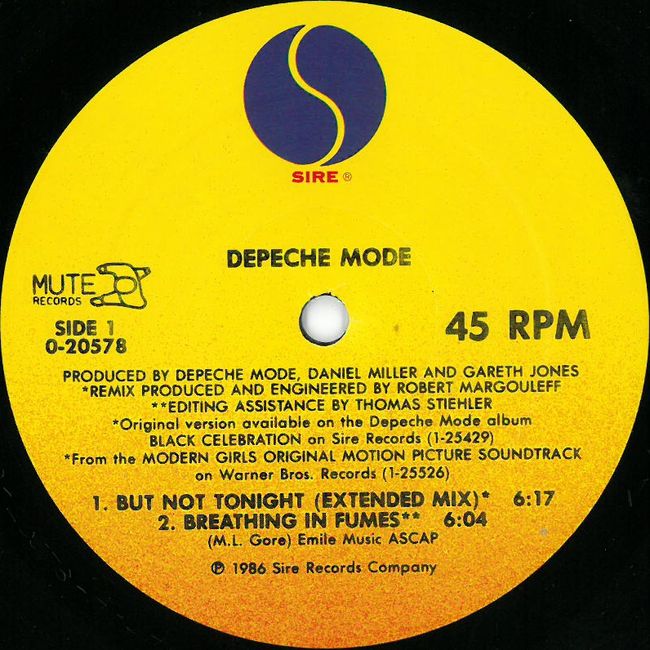 SIRE ®
DEPECHE MODE
MUTE
RECORDS
SIDE 1
0-20578
45 RPM
PRODUCED BY DEPECHE MODE, DANIEL MILLER AND GARETH JONES
*REMIX PRODUCED AND ENGINEERED BY ROBERT MARGOULEFF
**EDITING ASSISTANCE BY THOMAS STIEHLER
*Original version available on the Depeche Mode album
BLACK CELEBRATION on Sire Records (1-25429)
*From the MODERN GIRLS ORIGINAL MOTION PICTURE SOUNDTRACK
on Warner Bros. Records (1-25526)
1. BUT NOT TONIGHT (EXTENDED MIX)* 6:17
2. BREATHING IN FUMES** 6:04
(M.L. Gore) Emile Music ASCAP
℗ 1986 Sire Records Company